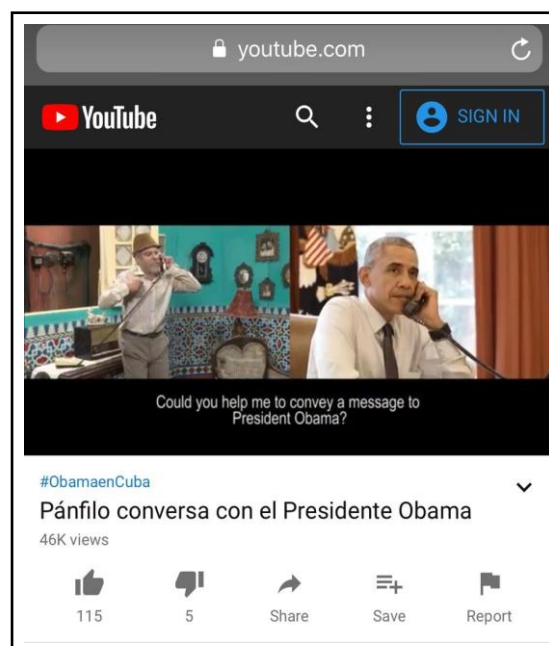 youtube.com
YouTube
SIGN IN
Could you help me to convey a message to
President Obama?
#ObamaenCuba
Pánfilo conversa con el Presidente Obama
46K views
115
5
Share
Save
Report